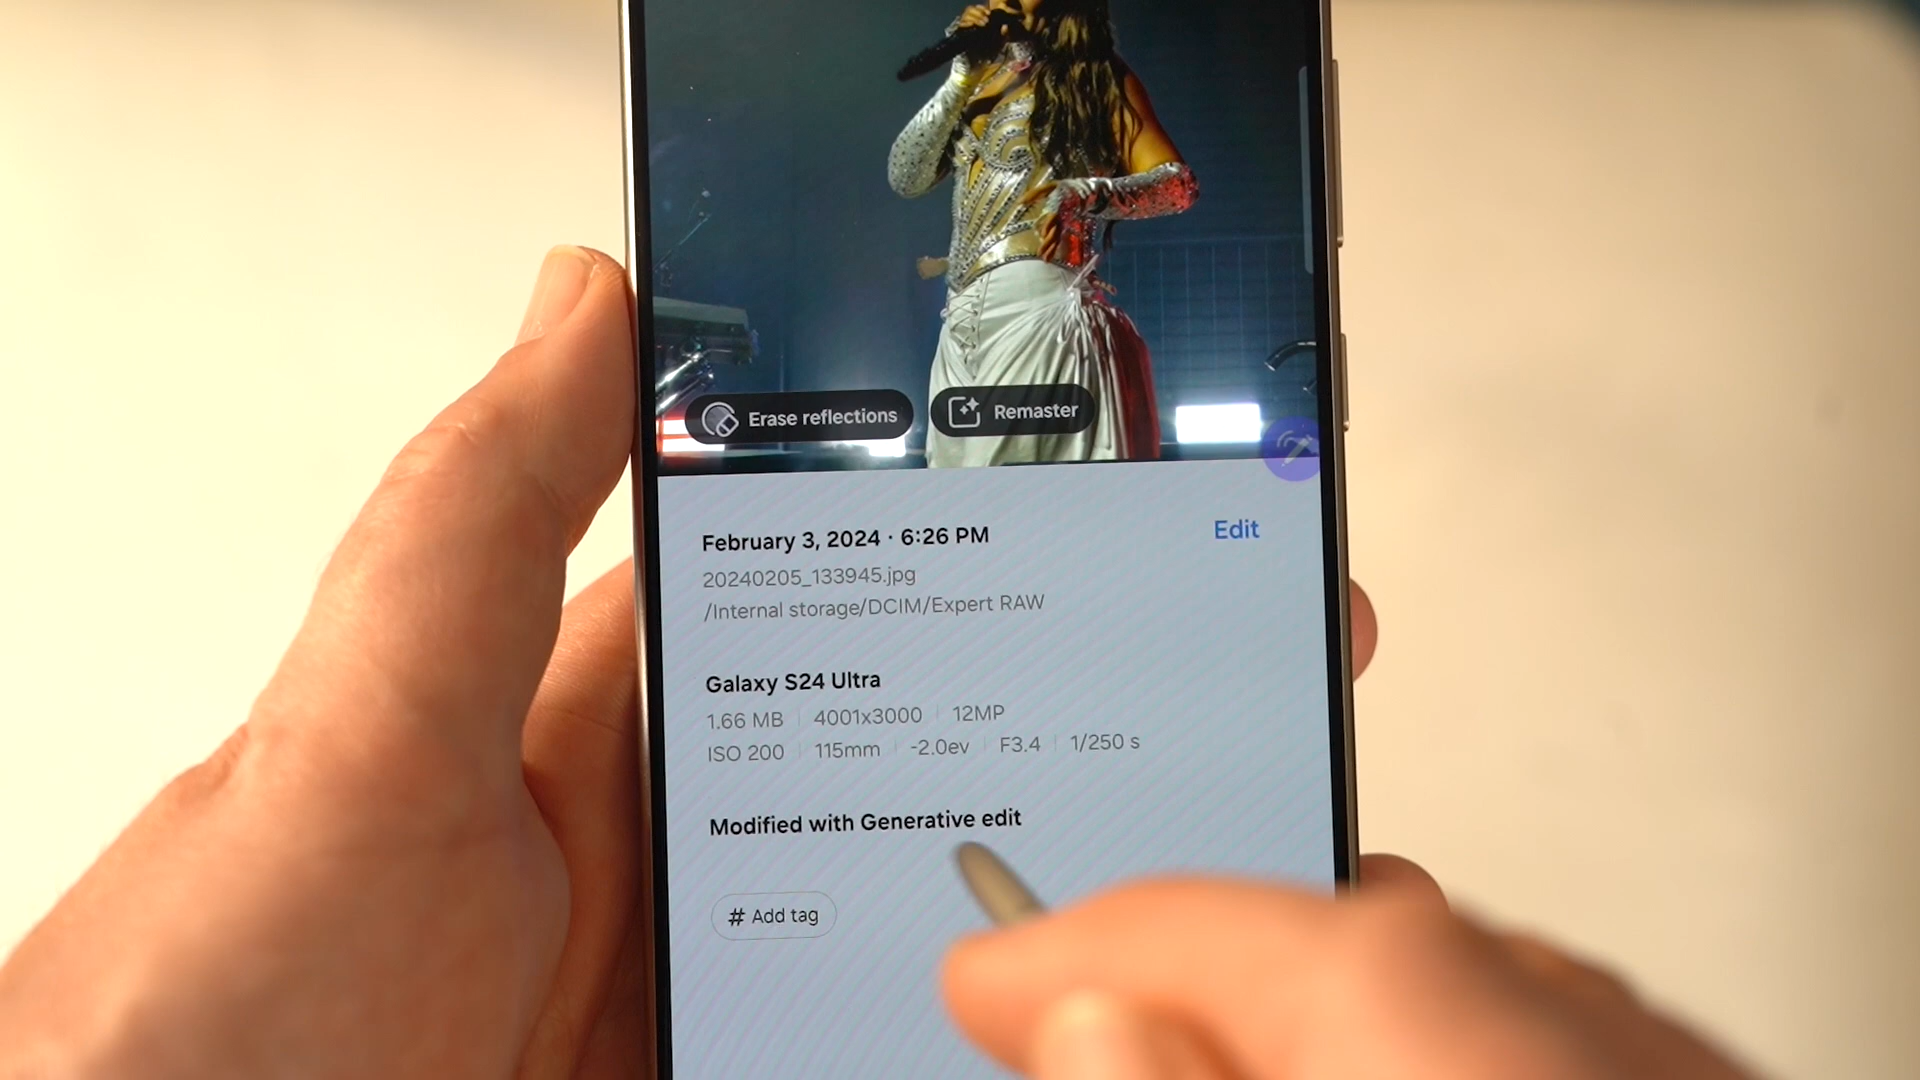 Erase reflections
Remaster
February 3, 2024 · 6:26 PM
Edit
20240205_133945.jpg
/Internal storage/DCIM/Expert RAW
Galaxy S24 Ultra
1.66 MB | 4001x3000 | 12MP
ISO 200 | 115mm | -2.0ev | F3.4 | 1/250 s
Modified with Generative edit
# Add tag